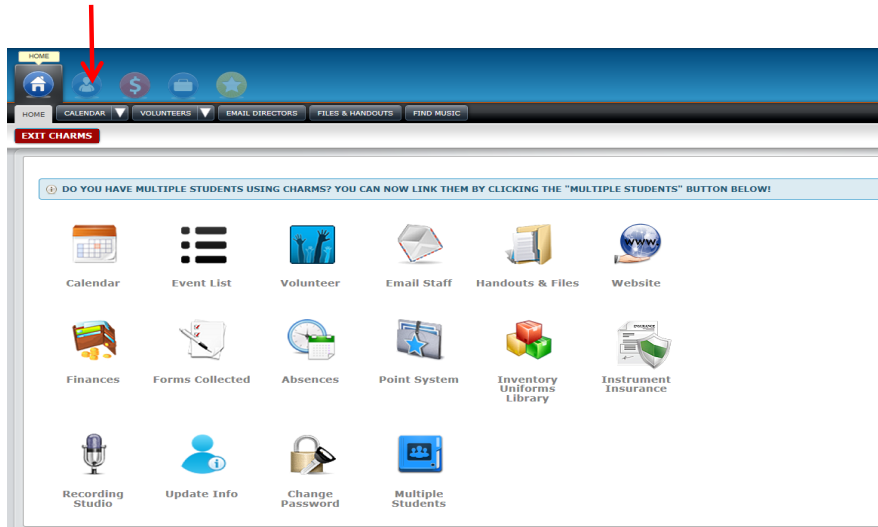 HOME
HOME CALENDAR VOLUNTEERS EMAIL DIRECTORS FILES & HANDOUTS FIND MUSIC
EXIT CHARMS
DO YOU HAVE MULTIPLE STUDENTS USING CHARMS? YOU CAN NOW LINK THEM BY CLICKING THE "MULTIPLE STUDENTS" BUTTON BELOW!
www.
Calendar Event List Volunteer Email Staff Handouts & Files Website
INSURANCE
Finances Forms Collected Absences Point System Inventory Instrument
Uniforms Insurance
Library
Recording Update Info Change Multiple
Studio Password Students